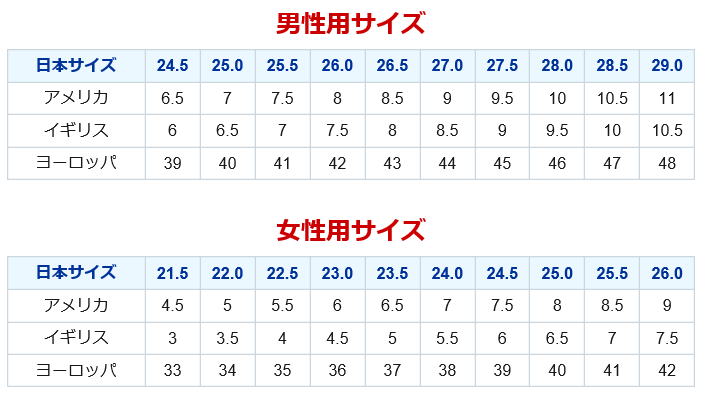 男性用サイズ
日本サイズ 24.5 25.0 25.5 26.0 26.5 27.0 27.5 28.0 28.5 29.0
アメリカ 6.5 7 7.5 8 8.5 9 9.5 10 10.5 11
イギリス 6 6.5 7 7.5 8 8.5 9 9.5 10 10.5
ヨーロッパ 39 40 41 42 43 44 45 46 47 48
女性用サイズ
日本サイズ 21.5 22.0 22.5 23.0 23.5 24.0 24.5 25.0 25.5 26.0
アメリカ 4.5 5 5.5 6 6.5 7 7.5 8 8.5 9
イギリス 3 3.5 4 4.5 5 5.5 6 6.5 7 7.5
ヨーロッパ 33 34 35 36 37 38 39 40 41 42